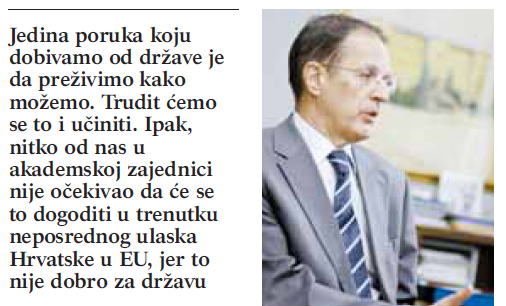 Jedina poruka koju
dobivamo od države je
da preživimo kako
možemo. Trudit ćemo
se to i učiniti. Ipak,
nitko od nas u
akademskoj zajednici
nije očekivao da će se
to dogoditi u trenutku
neposrednog ulaska
Hrvatske u EU, jer to
nije dobro za državu